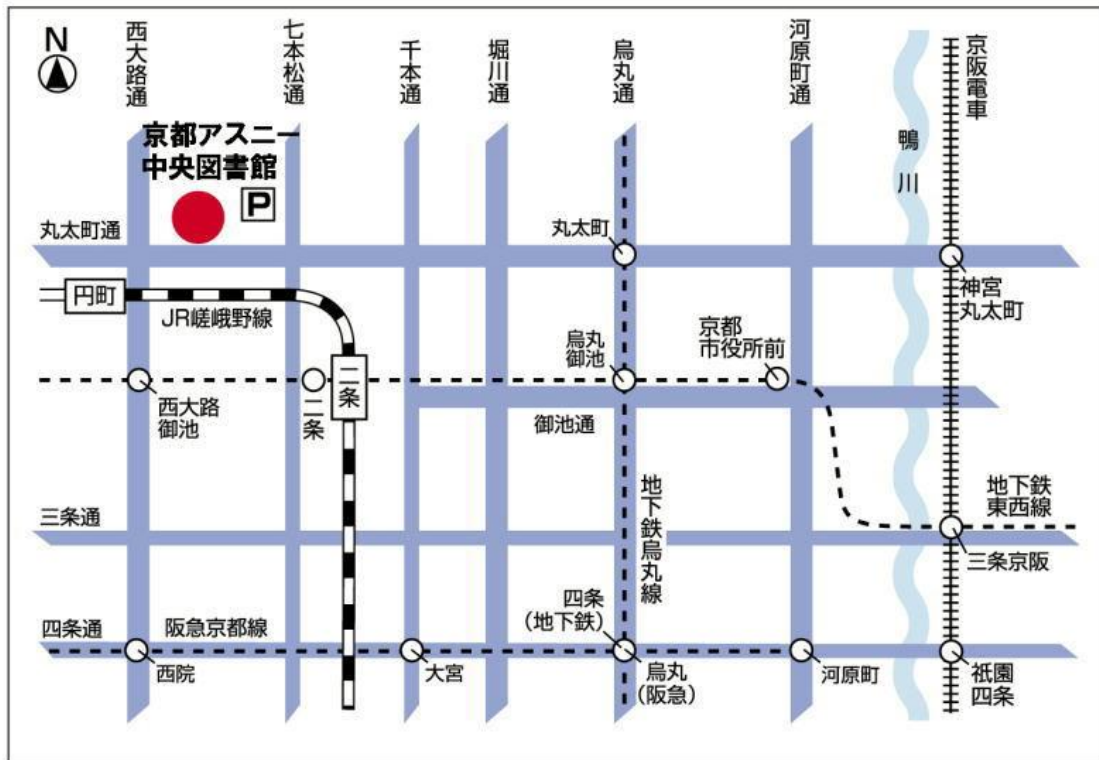 N
西大路通
七本松通
千本通
堀川通
烏丸通
河原町通
京阪電車
京都アスニー
中央図書館
P
鴨川
丸太町通
丸太町
神宮
丸太町
円町
JR嵯峨野線
二条
烏丸
御池
京都
市役所前
西大路
御池
二条
御池通
地下鉄烏丸線
地下鉄
東西線
三条通
三条京阪
四条通
阪急京都線
四条
(地下鉄)
西院
大宮
烏丸
(阪急)
河原町
祇園
四条